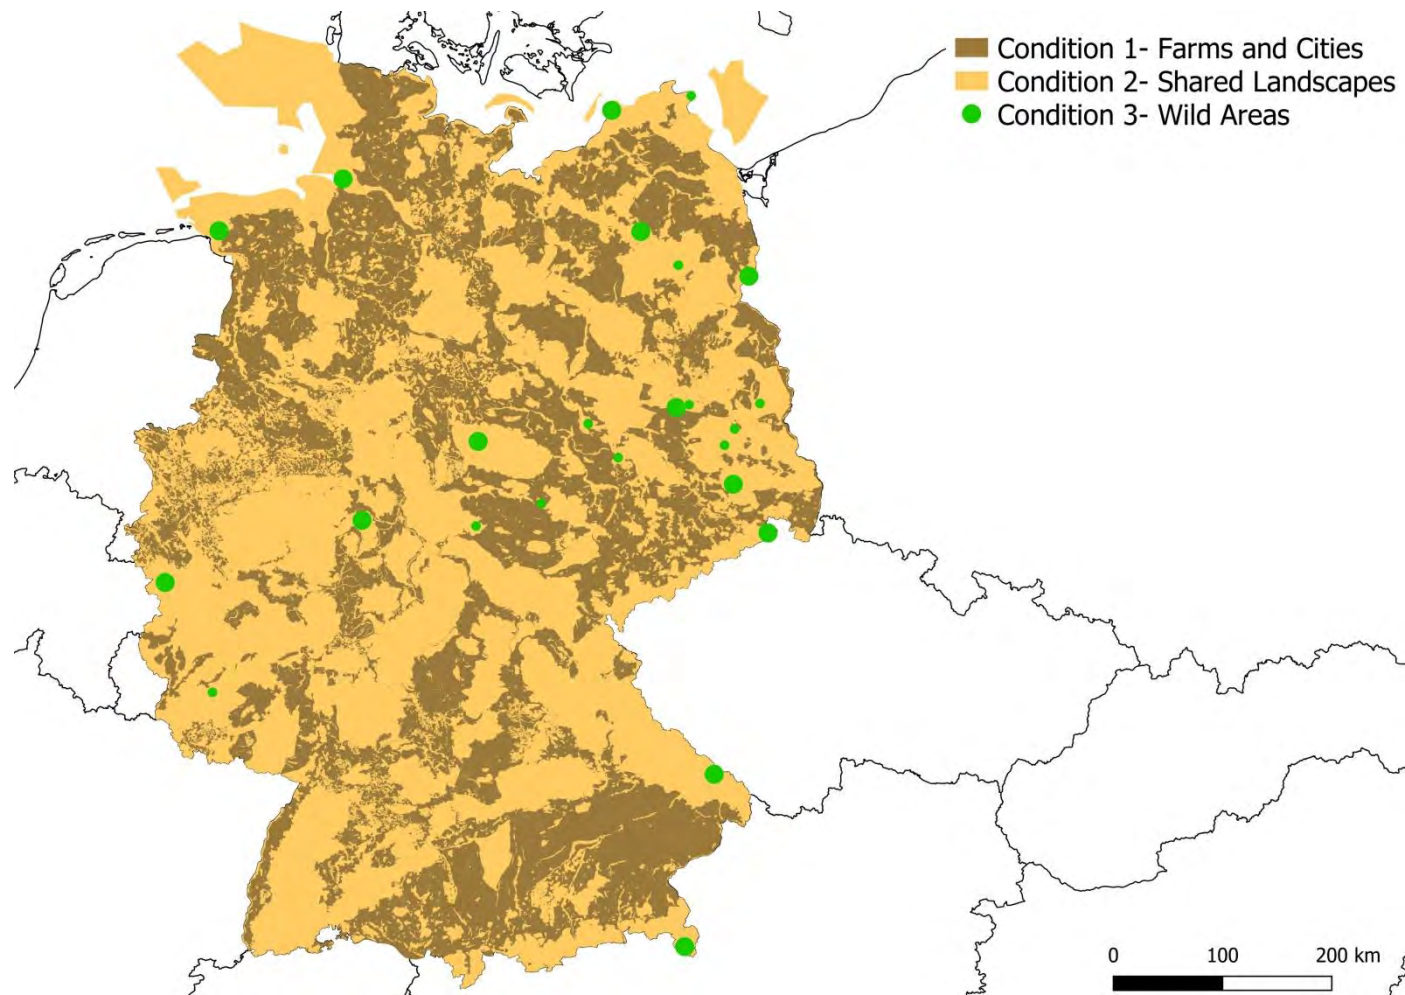 Condition 1- Farms and Cities
Condition 2- Shared Landscapes
Condition 3- Wild Areas
0 100 200 km